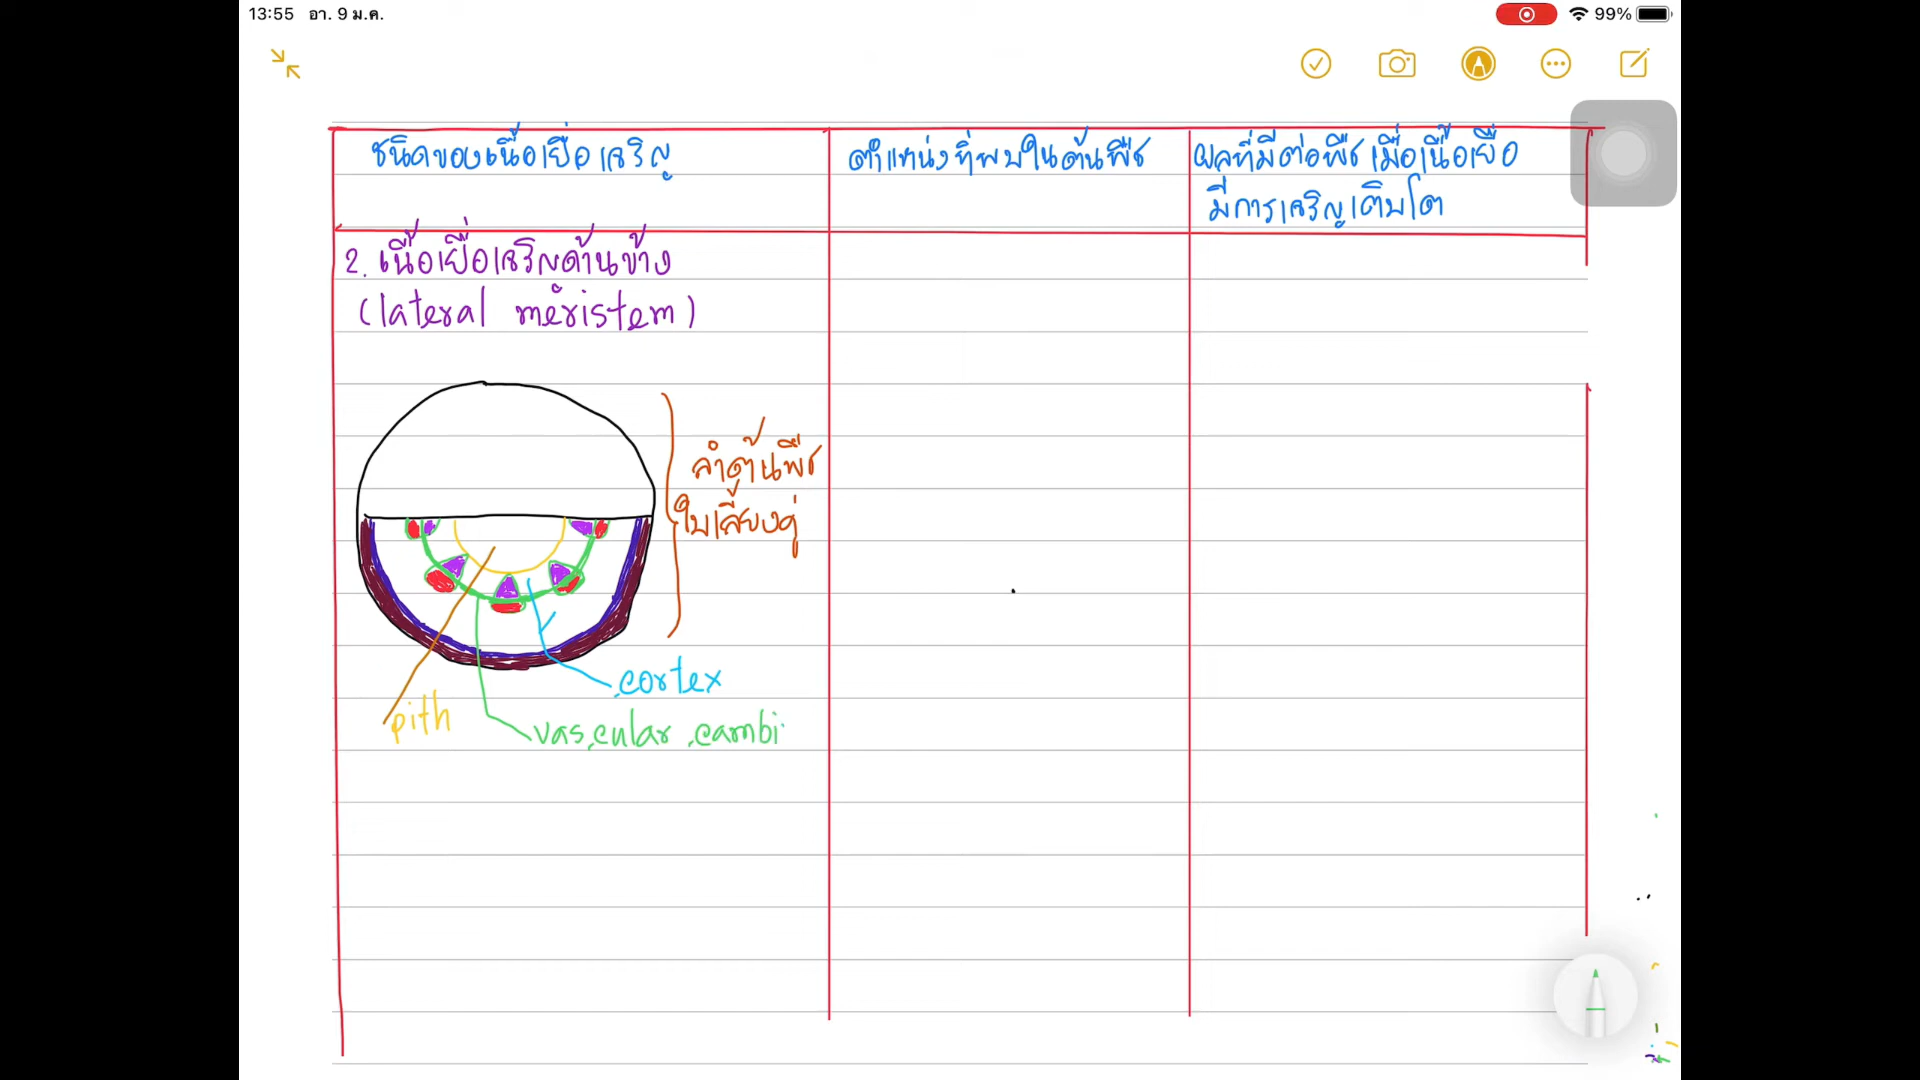 13:55 อา. 9 ม.ค.
99%
ชนิดของเนื้อเยื่อเจริญ
ตำแหน่งที่พบในต้นพืช
ผลที่มีต่อพืชเมื่อเนื้อเยื่อ
มีการเจริญเติบโต
2. เนื้อเยื่อเจริญด้านข้าง
(lateral meristem)
ลำต้นพืช
ใบเลี้ยงคู่
cortex
pith
vascular cambi